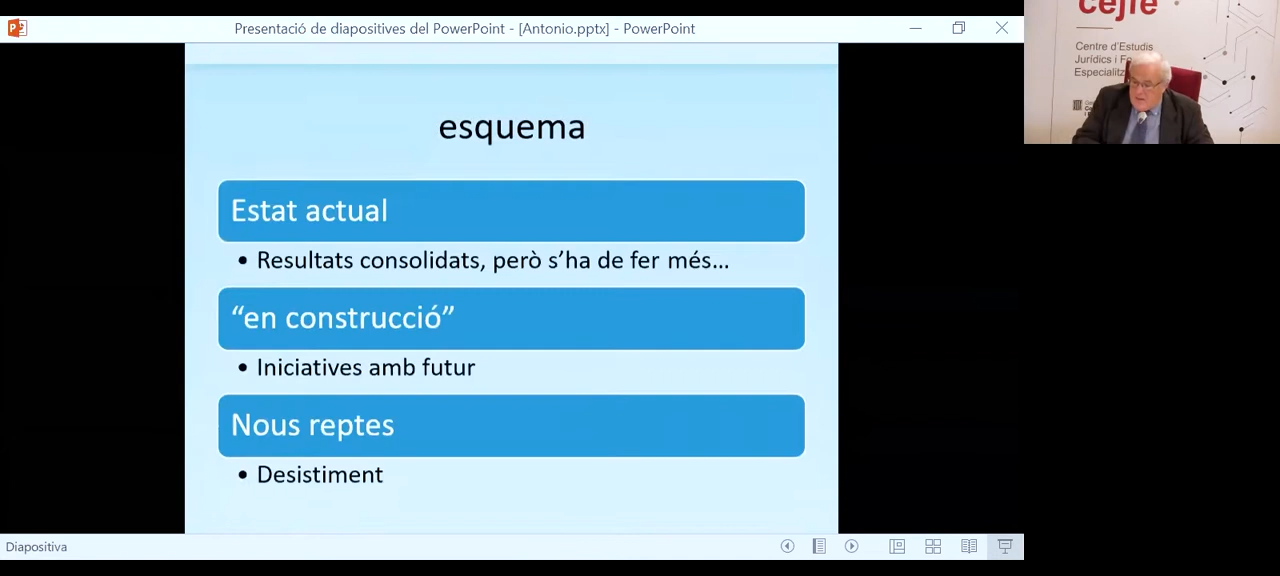 Presentació de diapositives del PowerPoint - [Antonio.pptx] - PowerPoint
cejfe
Centre d'Estudis
Jurídics i
esquema
Estat actual
• Resultats consolidats, però s'ha de fer més...
“en construcció”
• Iniciatives amb futur
Nous reptes
• Desistiment
Diapositiva